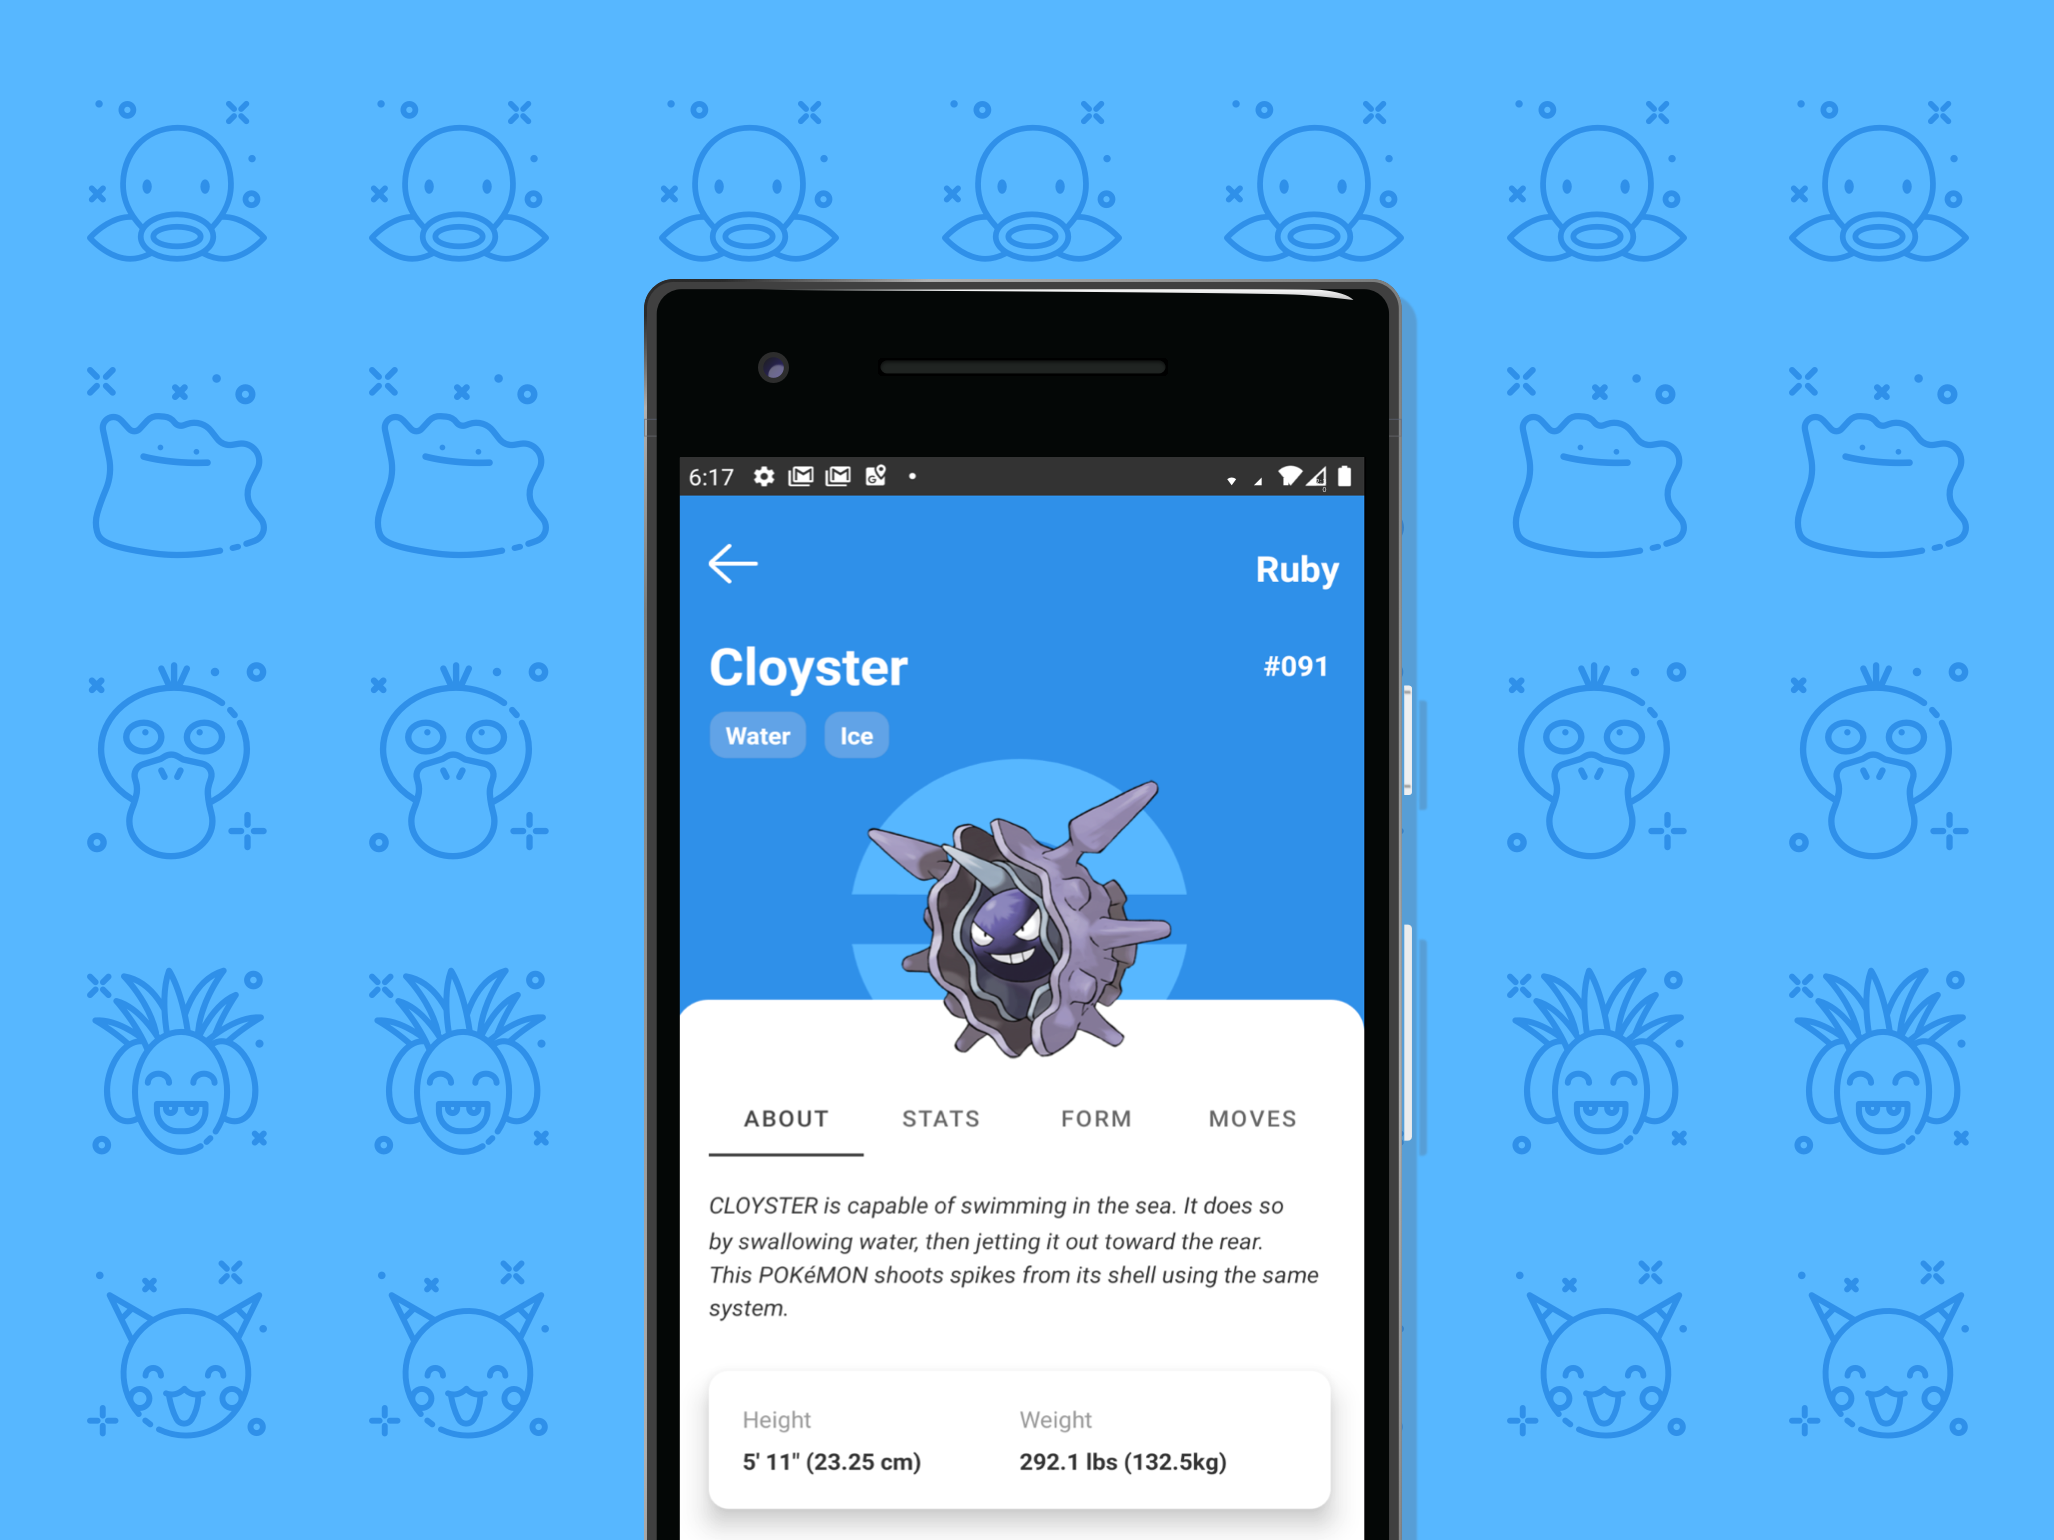 6:17
Ruby
Cloyster
#091
Water Ice
ABOUT STATS FORM MOVES
CLOYSTER is capable of swimming in the sea. It does so
by swallowing water, then jetting it out toward the rear.
This POKéMON shoots spikes from its shell using the same
system.
Height Weight
5' 11" (23.25 cm) 292.1 lbs (132.5kg)